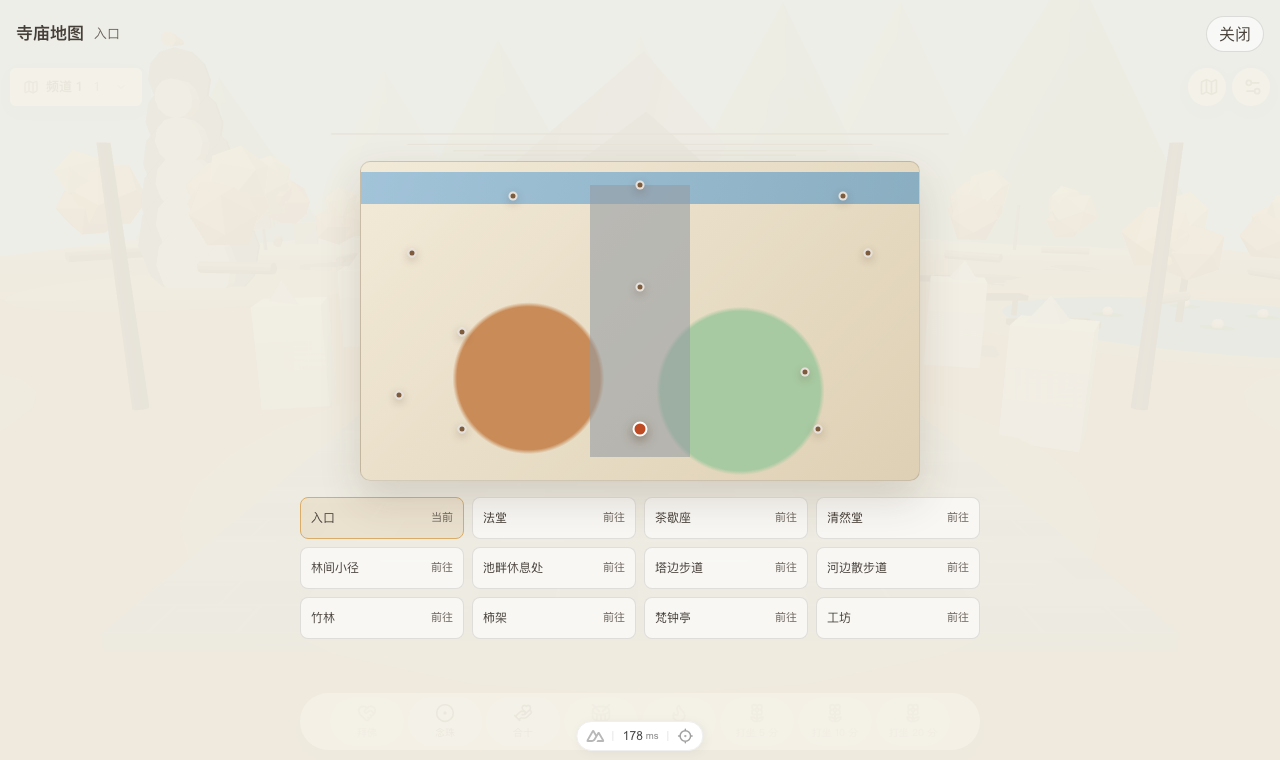 寺庙地图 入口
关闭
频道 1
入口 当前
法堂 前往
茶歇座 前往
清然堂 前往
林间小径 前往
池畔休息处 前往
塔边步道 前往
河边散步道 前往
竹林 前往
柿架 前往
梵钟亭 前往
工坊 前往
178 ms